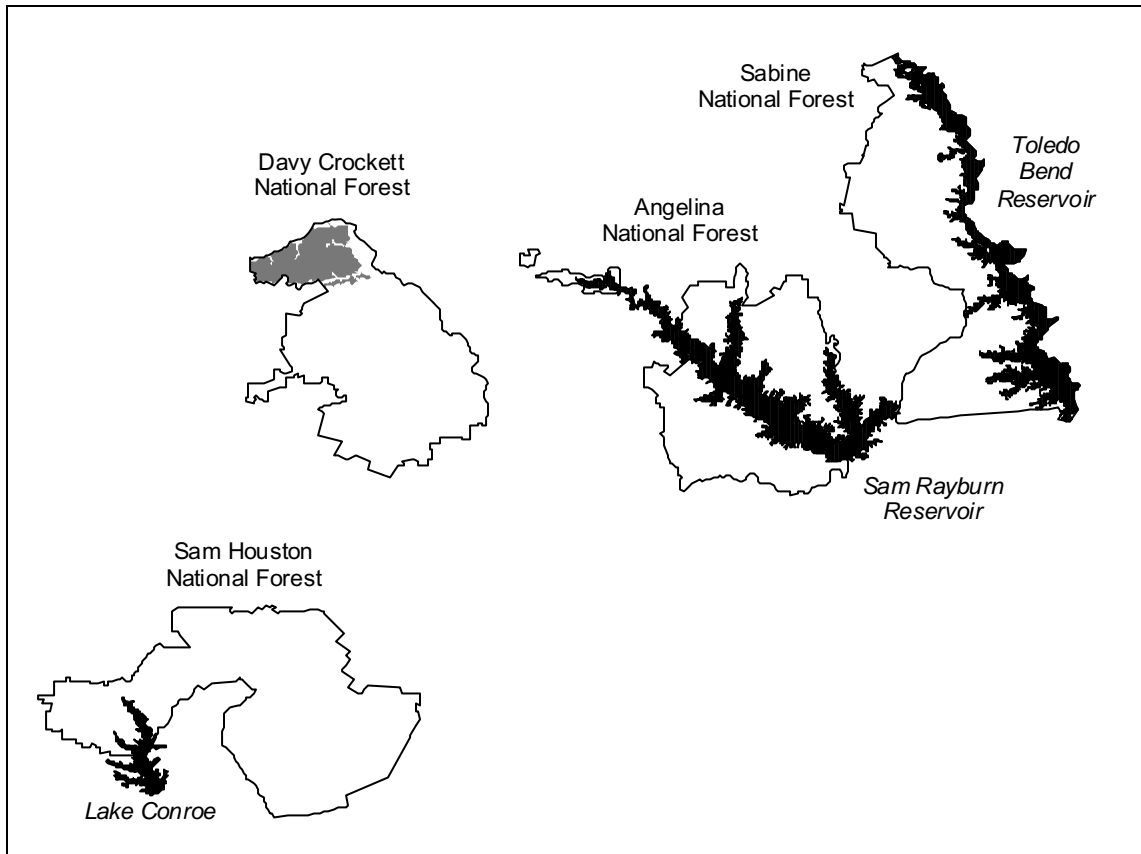 Sabine
National Forest
Toledo
Bend
Reservoir
Davy Crockett
National Forest
Angelina
National Forest
Sam Rayburn
Reservoir
Sam Houston
National Forest
Lake Conroe